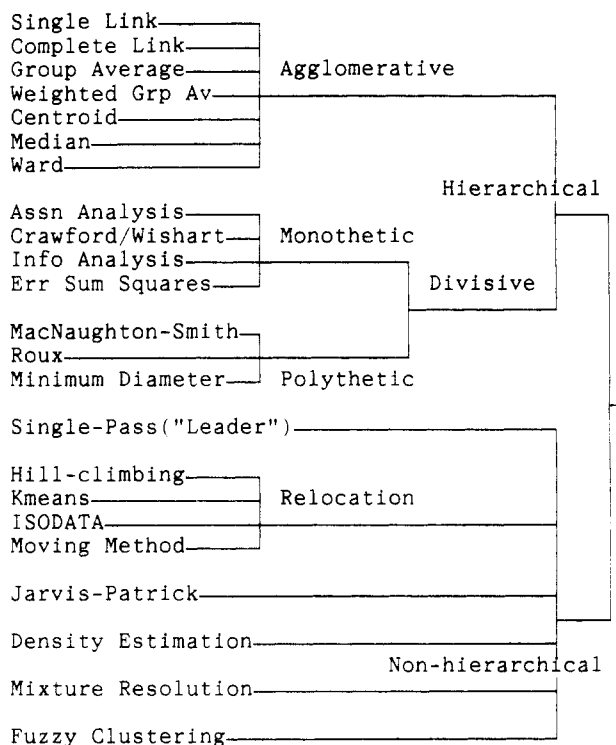 Single Link
Complete Link
Group Average
Agglomerative
Weighted Grp Av
Centroid
Median
Ward
Hierarchical
Assn Analysis
Crawford/Wishart
Monothetic
Info Analysis
Err Sum Squares
Divisive
MacNaughton-Smith
Roux
Minimum Diameter
Polythetic
Single-Pass("Leader")
Hill-climbing
Kmeans
Relocation
ISODATA
Moving Method
Jarvis-Patrick
Density Estimation
Non-hierarchical
Mixture Resolution
Fuzzy Clustering